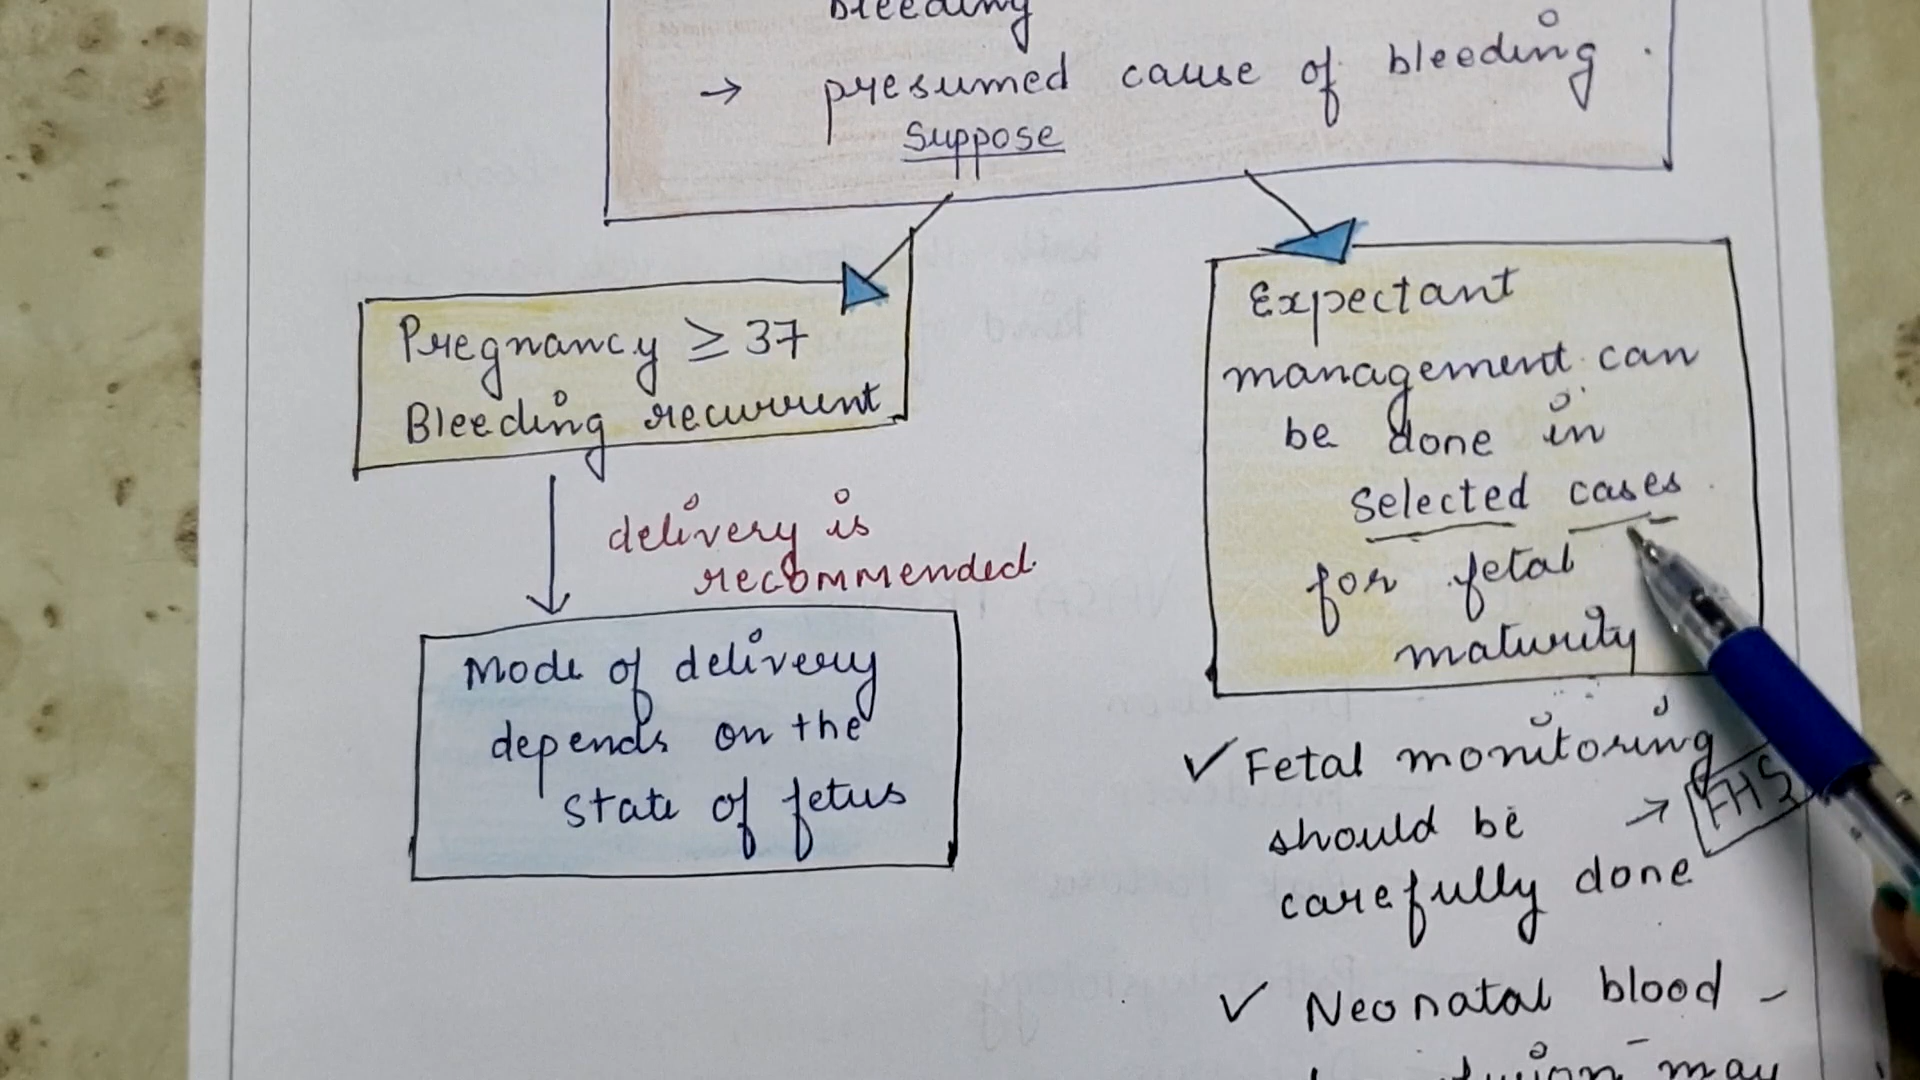 bleeding
→ presumed cause of bleeding.
Suppose
Pregnancy ≥ 37
Bleeding recurrent
delivery is
recommended.
Mode of delivery
depends on the
state of fetus
Expectant
management can
be done in
selected cases.
for fetal
maturity
✓ Fetal monitoring
should be → FHS
carefully done
✓ Neonatal blood -
may